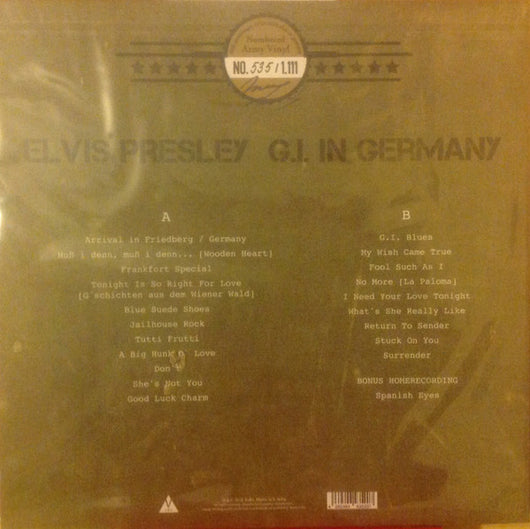 Numbered
Army Vinyl
NO. 535/1.111
ELVIS PRESLEY G.I. IN GERMANY
A
Arrival in Friedberg / Germany
Muß i denn, muß i denn... [Wooden Heart]
Frankfort Special
Tonight Is So Right For Love
[G´schichten aus dem Wiener Wald]
Blue Suede Shoes
Jailhouse Rock
Tutti Frutti
A Big Hunk O´ Love
Don´t
She's Not You
Good Luck Charm
B
G.I. Blues
My Wish Came True
Fool Such As I
No More [La Paloma]
I Need Your Love Tonight
What's She Really Like
Return To Sender
Stuck On You
Surrender
BONUS HOMERECORDING
Spanish Eyes